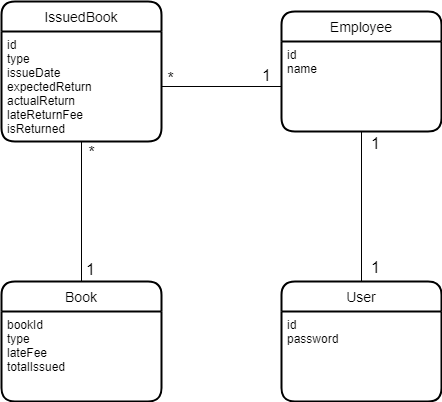 IssuedBook
id
type
issueDate
expectedReturn
actualReturn
lateReturnFee
isReturned
*
1
Employee
id
name
*
1
1
1
Book
bookId
type
lateFee
totalIssued
User
id
password